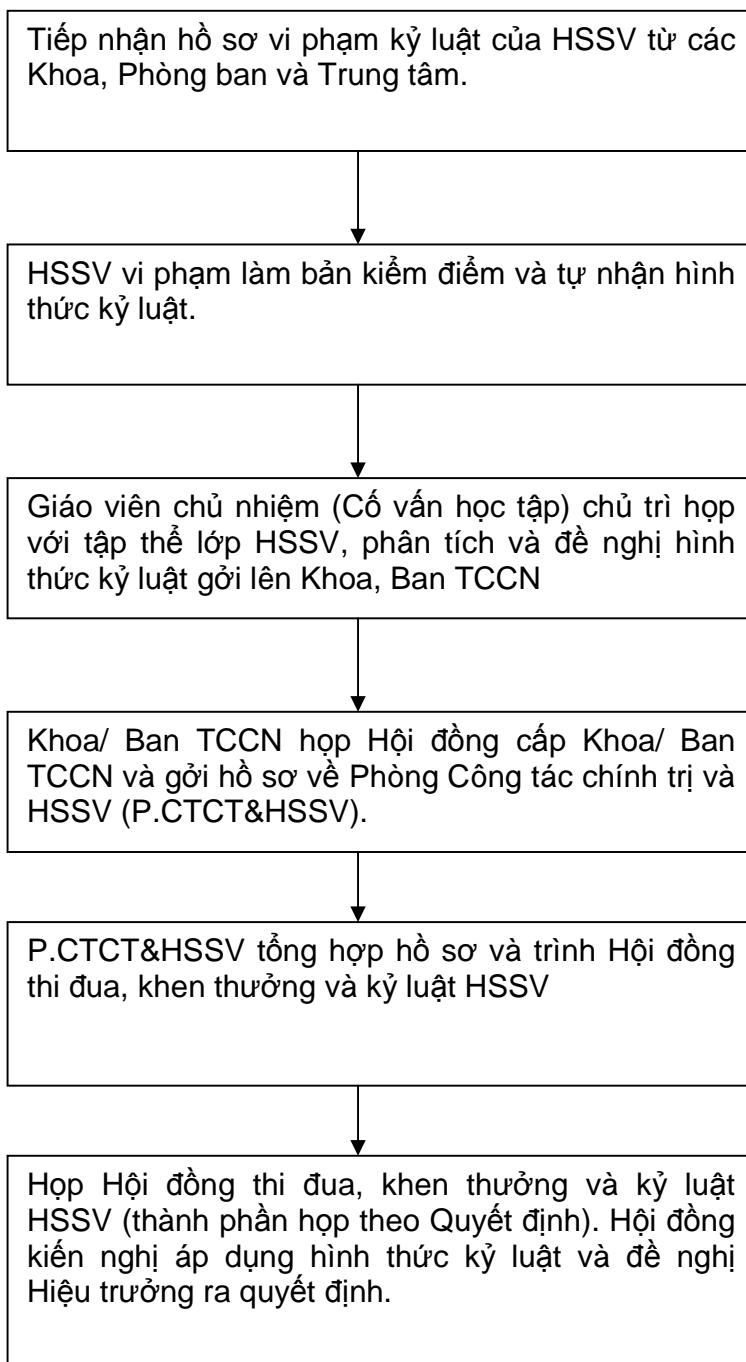 Tiếp nhận hồ sơ vi phạm kỷ luật của HSSV từ các
Khoa, Phòng ban và Trung tâm.
HSSV vi phạm làm bản kiểm điểm và tự nhận hình
thức kỷ luật.
Giáo viên chủ nhiệm (Cố vấn học tập) chủ trì họp
với tập thể lớp HSSV, phân tích và đề nghị hình
thức kỷ luật gởi lên Khoa, Ban TCCN
Khoa/ Ban TCCN họp Hội đồng cấp Khoa/ Ban
TCCN và gởi hồ sơ về Phòng Công tác chính trị và
HSSV (P.CTCT&HSSV).
P.CTCT&HSSV tổng hợp hồ sơ và trình Hội đồng
thi đua, khen thưởng và kỷ luật HSSV
Họp Hội đồng thi đua, khen thưởng và kỷ luật
HSSV (thành phần họp theo Quyết định). Hội đồng
kiến nghị áp dụng hình thức kỷ luật và đề nghị
Hiệu trưởng ra quyết định.